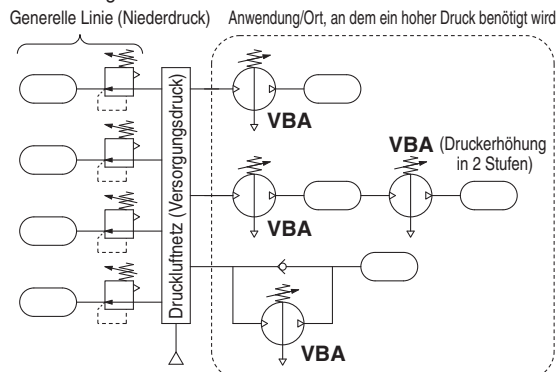 Generelle Linie (Niederdruck)
Anwendung/Ort, an dem ein hoher Druck benötigt wird
Druckluftnetz (Versorgungsdruck)
VBA
VBA (Druckerhöhung
in 2 Stufen)
VBA
VBA